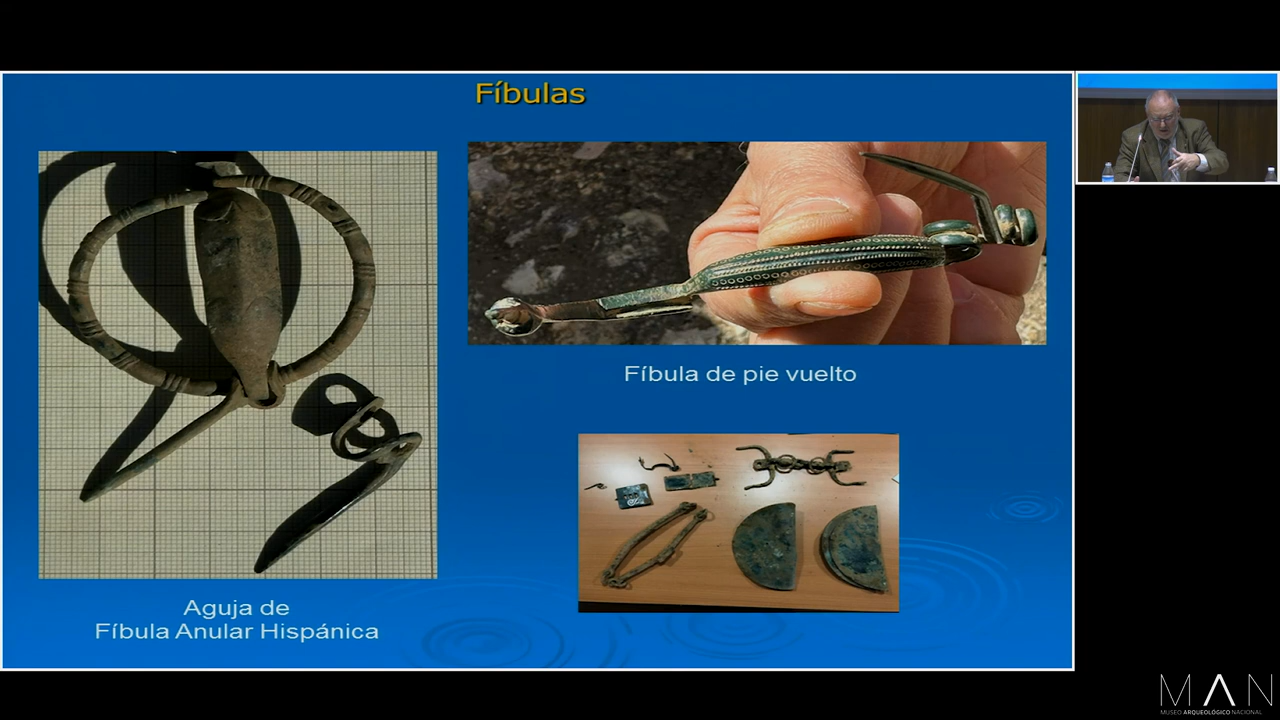 Fíbulas
Fíbula de pie vuelto
Aguja de
Fíbula Anular Hispánica
MAN
MUSEO ARQUEOLÓGICO NACIONAL